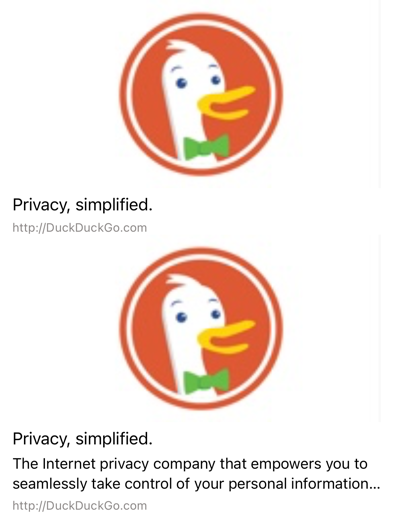 Privacy, simplified.
http://DuckDuckGo.com
Privacy, simplified.
The Internet privacy company that empowers you to
seamlessly take control of your personal information...
http://DuckDuckGo.com